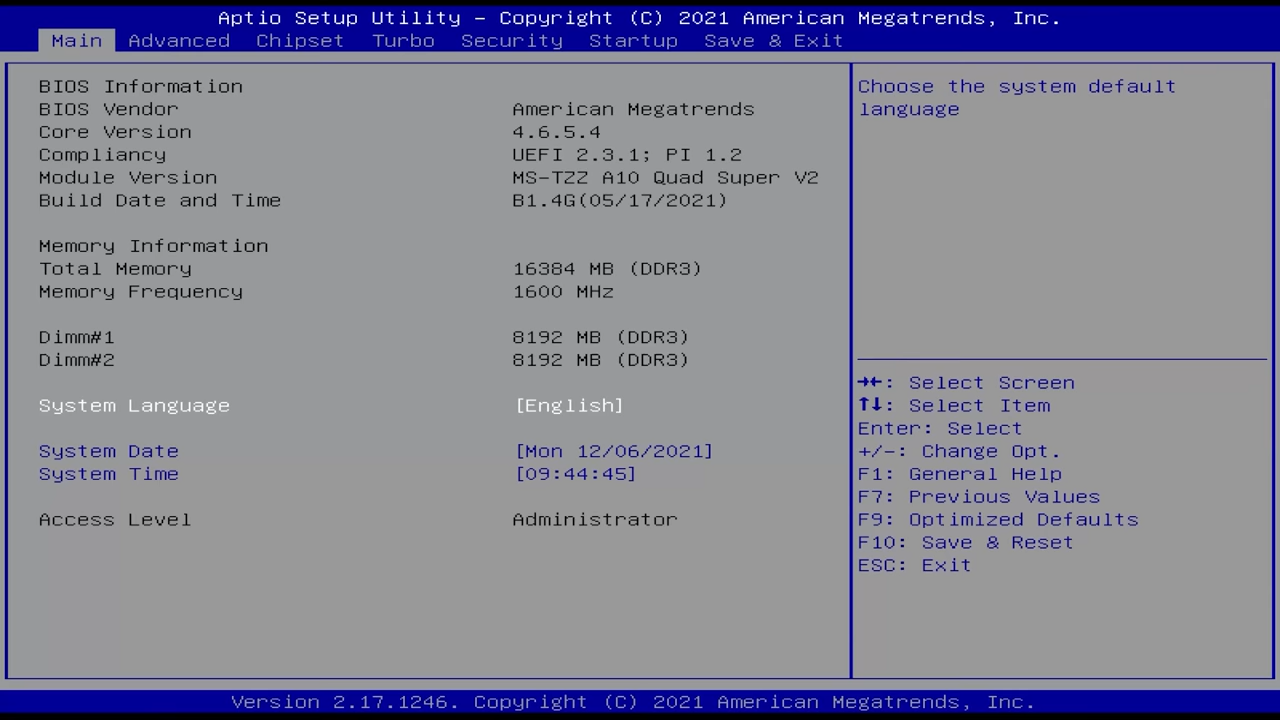 Aptio Setup Utility – Copyright (C) 2021 American Megatrends, Inc.
Main Advanced Chipset Turbo Security Startup Save & Exit
BIOS Information
BIOS Vendor American Megatrends
Core Version 4.6.5.4
Compliancy UEFI 2.3.1; PI 1.2
Module Version MS-TZZ A10 Quad Super V2
Build Date and Time B1.4G(05/17/2021)
Memory Information
Total Memory 16384 MB (DDR3)
Memory Frequency 1600 MHz
Dimm#1 8192 MB (DDR3)
Dimm#2 8192 MB (DDR3)
System Language [English]
System Date [Mon 12/06/2021]
System Time [09:44:45]
Access Level Administrator
Choose the system default
language
→←: Select Screen
↑↓: Select Item
Enter: Select
+/-: Change Opt.
F1: General Help
F7: Previous Values
F9: Optimized Defaults
F10: Save & Reset
ESC: Exit
Version 2.17.1246. Copyright (C) 2021 American Megatrends, Inc.